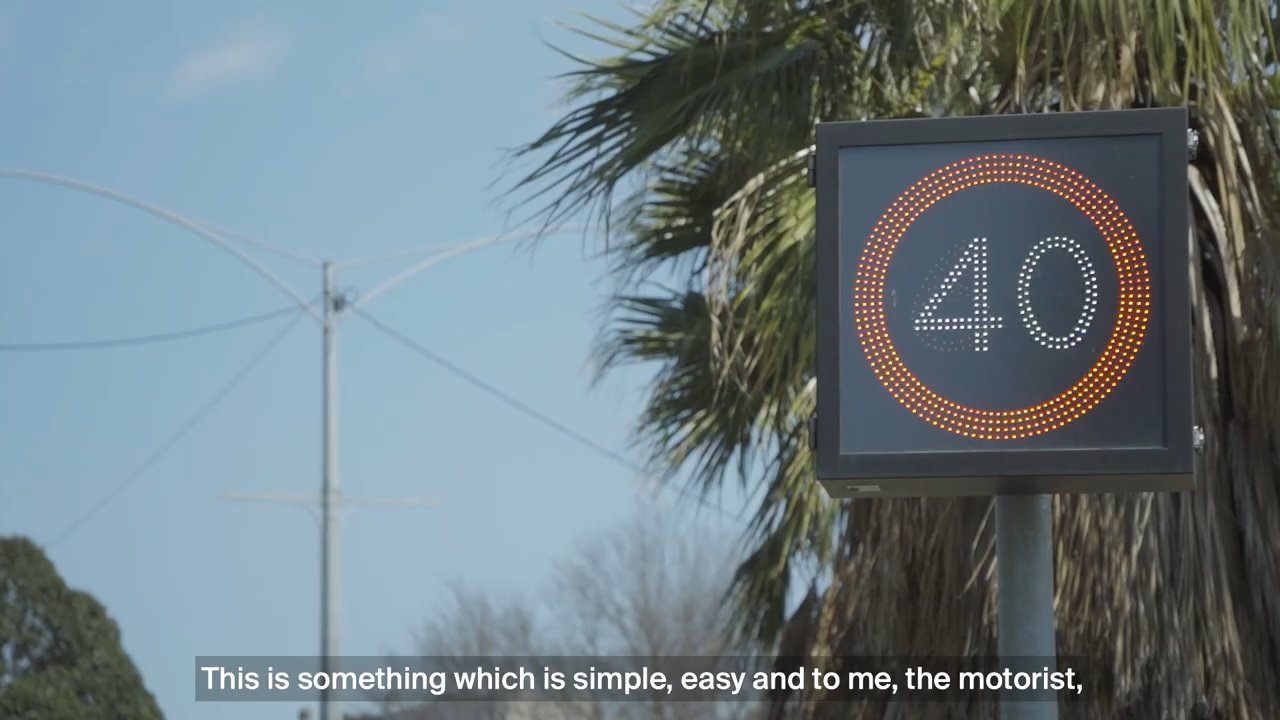 40
This is something which is simple, easy and to me, the motorist,